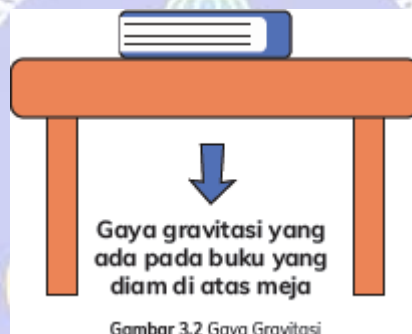 Gaya gravitasi yang
ada pada buku yang
diam di atas meja
Gambar 3.2 Gaya Gravitasi